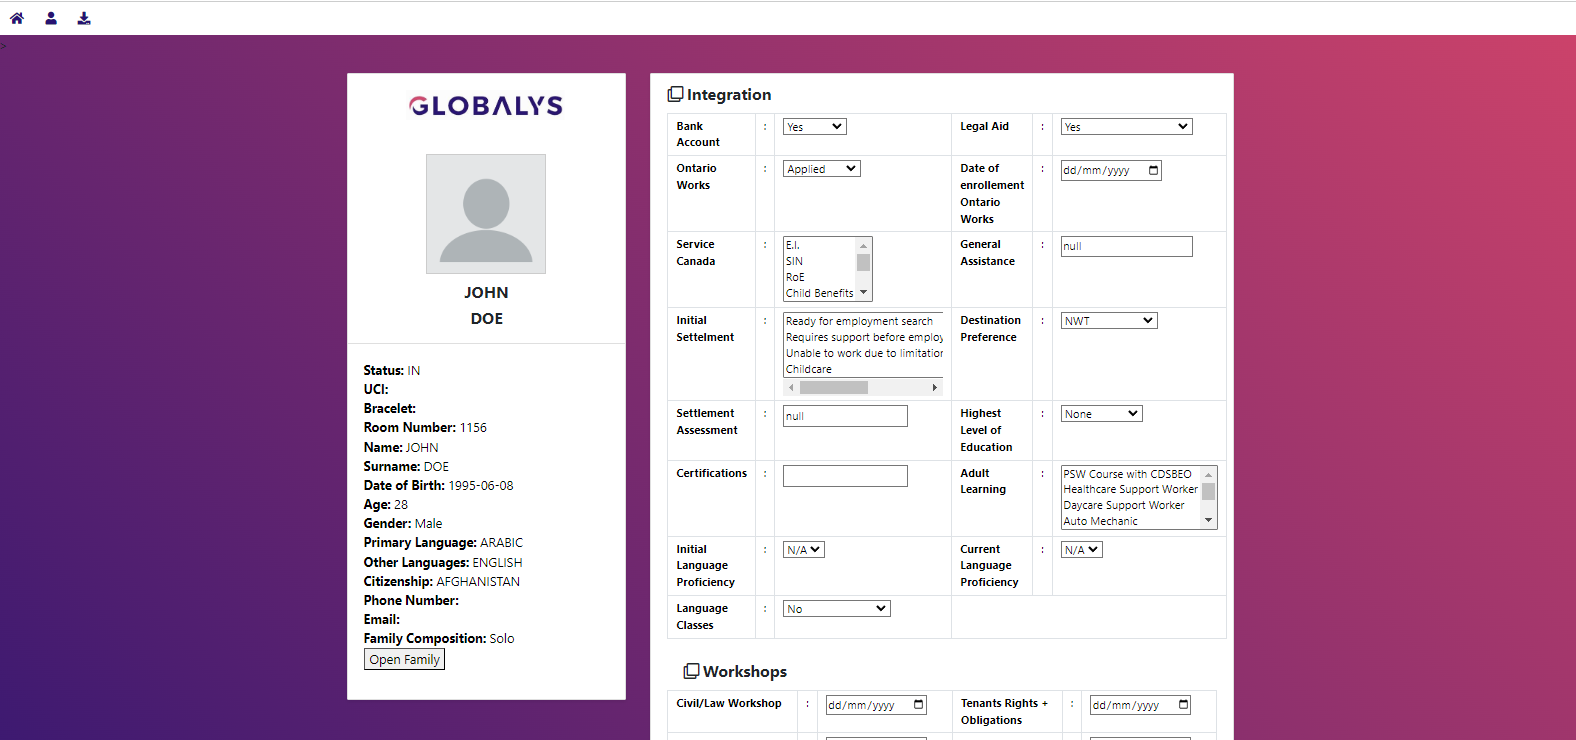 >
GLOBALYS
JOHN
DOE
Status: IN
UCI:
Bracelet:
Room Number: 1156
Name: JOHN
Surname: DOE
Date of Birth: 1995-06-08
Age: 28
Gender: Male
Primary Language: ARABIC
Other Languages: ENGLISH
Citizenship: AFGHANISTAN
Phone Number:
Email:
Family Composition: Solo
Open Family
Integration
Bank Account : Yes
Legal Aid : Yes
Ontario Works : Applied
Date of enrollement Ontario Works : dd/mm/yyyy
Service Canada :
E.I.
SIN
RoE
Child Benefits
General Assistance : null
Initial Settelment :
Ready for employment search
Requires support before employ
Unable to work due to limitation
Childcare
Destination Preference : NWT
Settlement Assessment : null
Highest Level of Education : None
Certifications :
Adult Learning :
PSW Course with CDSBEO
Healthcare Support Worker
Daycare Support Worker
Auto Mechanic
Initial Language Proficiency : N/A
Current Language Proficiency : N/A
Language Classes : No
Workshops
Civil/Law Workshop : dd/mm/yyyy
Tenants Rights + Obligations : dd/mm/yyyy